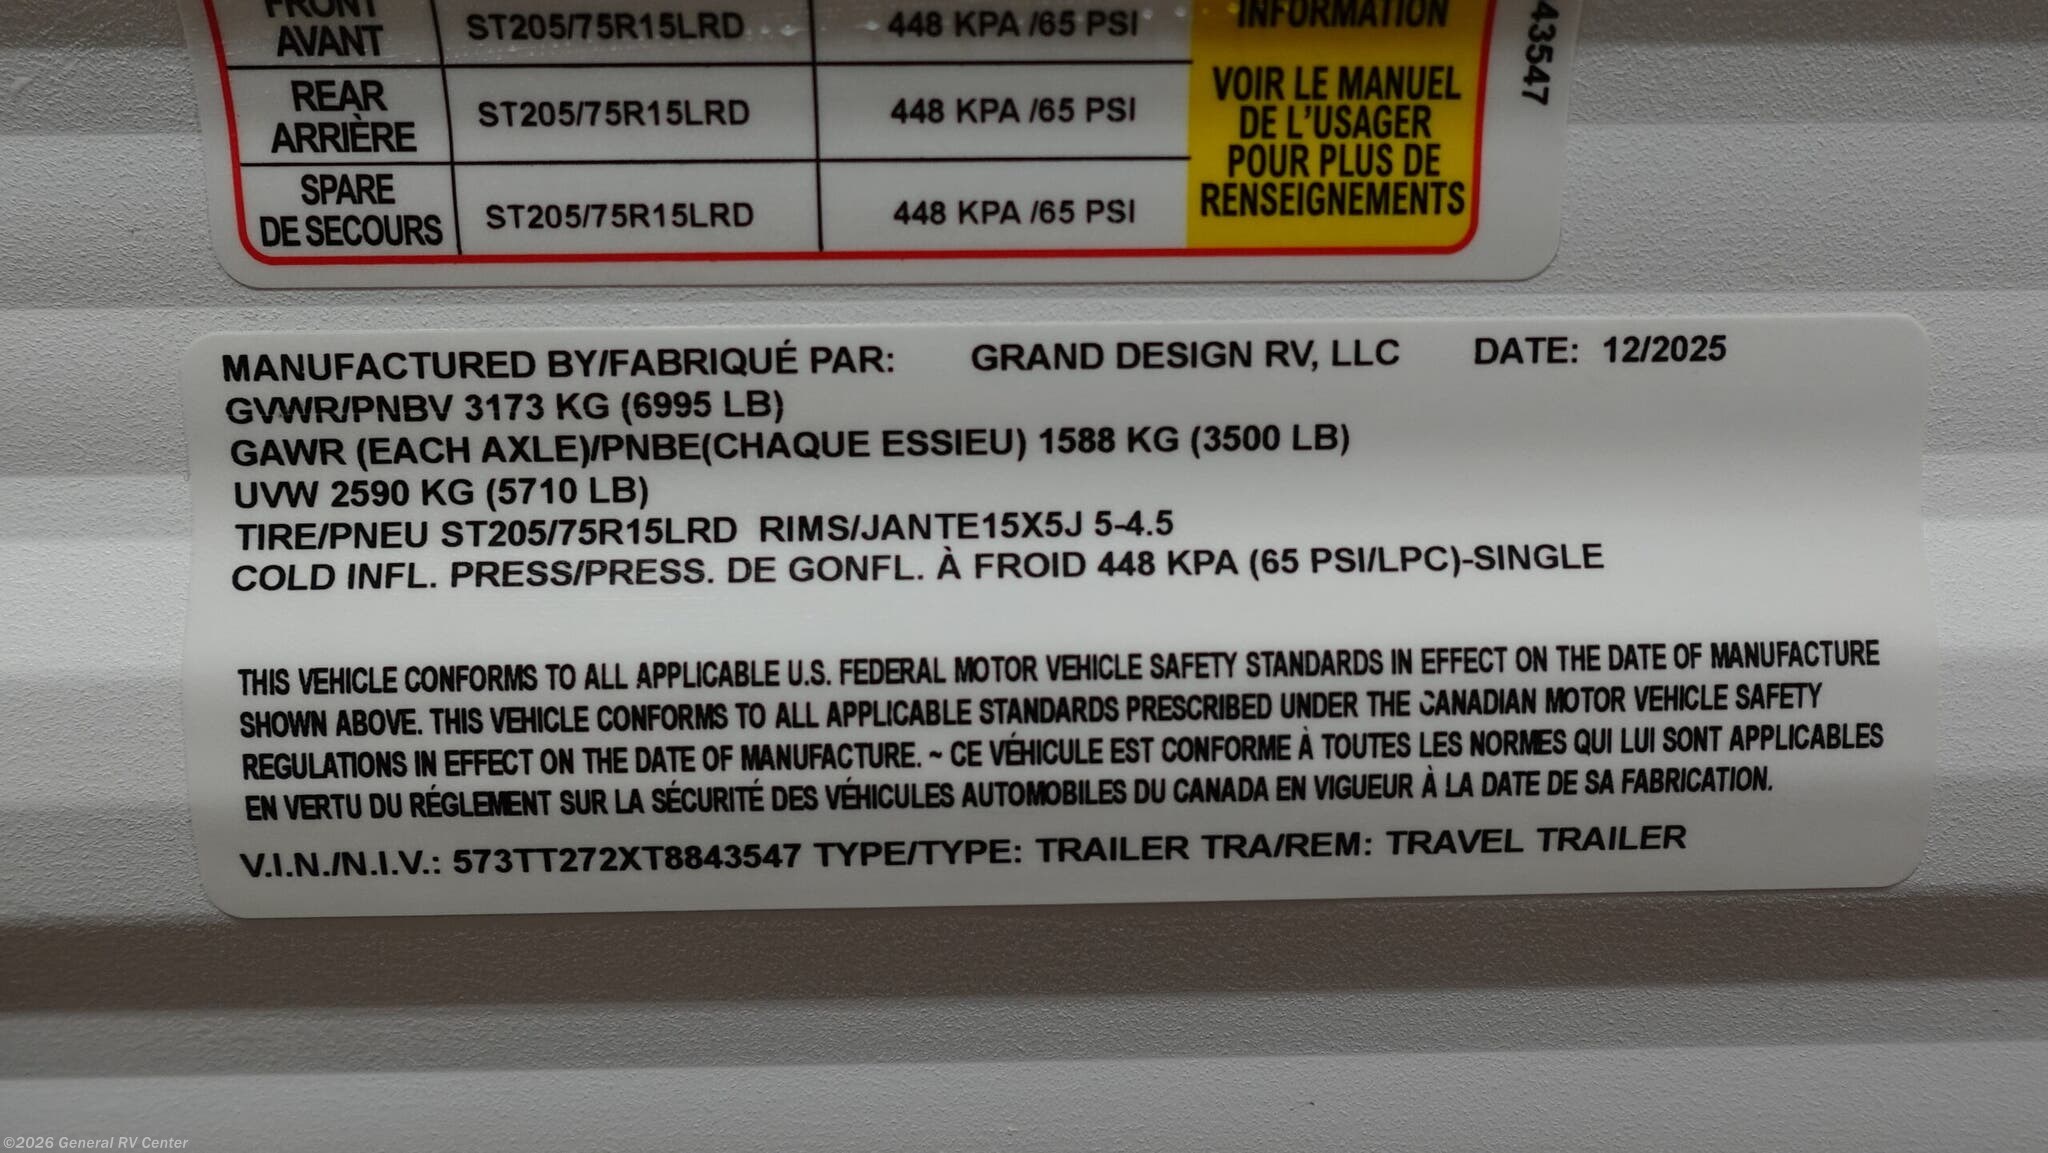 FRONT
AVANT
ST205/75R15LRD
448 KPA /65 PSI
INFORMATION
REAR
ARRIÈRE
ST205/75R15LRD
448 KPA /65 PSI
VOIR LE MANUEL
DE L'USAGER
POUR PLUS DE
RENSEIGNEMENTS
SPARE
DE SECOURS
ST205/75R15LRD
448 KPA /65 PSI
43547
MANUFACTURED BY/FABRIQUÉ PAR: GRAND DESIGN RV, LLC DATE: 12/2025
GVWR/PNBV 3173 KG (6995 LB)
GAWR (EACH AXLE)/PNBE(CHAQUE ESSIEU) 1588 KG (3500 LB)
UVW 2590 KG (5710 LB)
TIRE/PNEU ST205/75R15LRD RIMS/JANTE15X5J 5-4.5
COLD INFL. PRESS/PRESS. DE GONFL. À FROID 448 KPA (65 PSI/LPC)-SINGLE
THIS VEHICLE CONFORMS TO ALL APPLICABLE U.S. FEDERAL MOTOR VEHICLE SAFETY STANDARDS IN EFFECT ON THE DATE OF MANUFACTURE
SHOWN ABOVE. THIS VEHICLE CONFORMS TO ALL APPLICABLE STANDARDS PRESCRIBED UNDER THE CANADIAN MOTOR VEHICLE SAFETY
REGULATIONS IN EFFECT ON THE DATE OF MANUFACTURE. ~ CE VÉHICULE EST CONFORME À TOUTES LES NORMES QUI LUI SONT APPLICABLES
EN VERTU DU RÉGLEMENT SUR LA SÉCURITÉ DES VÉHICULES AUTOMOBILES DU CANADA EN VIGUEUR À LA DATE DE SA FABRICATION.
V.I.N./N.I.V.: 573TT272XT8843547 TYPE/TYPE: TRAILER TRA/REM: TRAVEL TRAILER
©2026 General RV Center